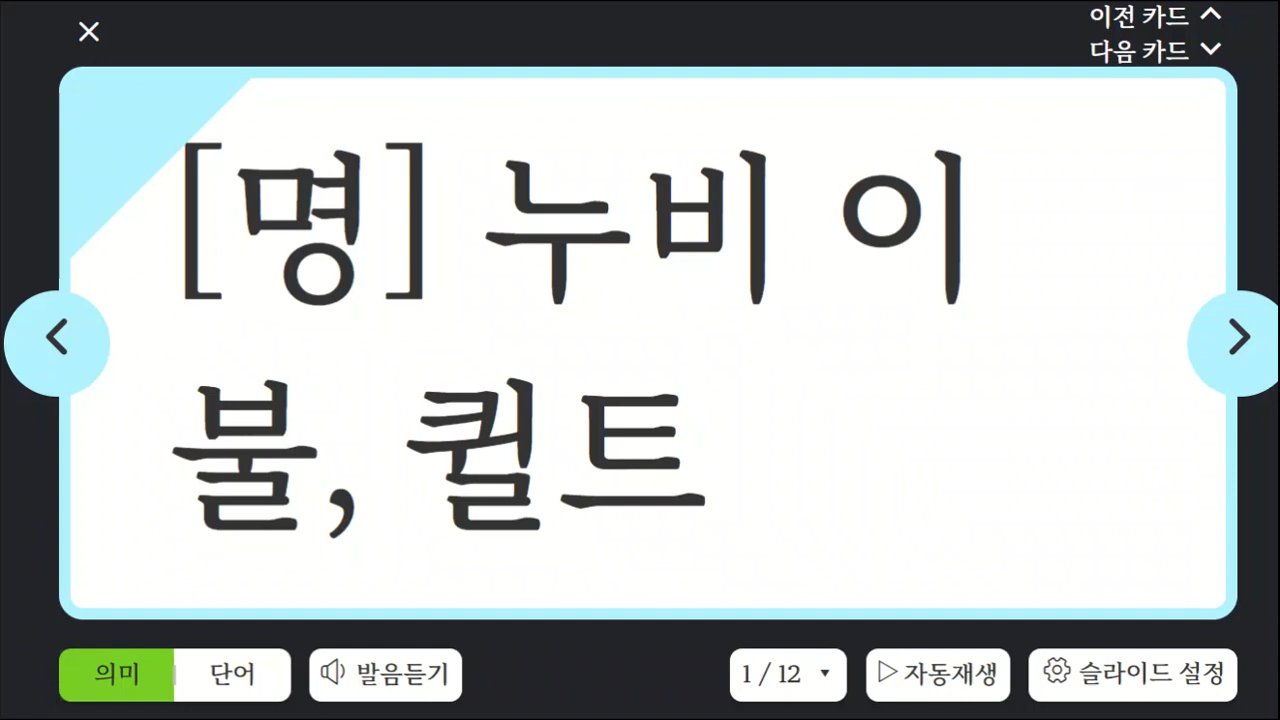 이전 카드
다음 카드
[명] 누비 이
불, 퀼트
의미
단어
발음듣기
1 / 12
자동재생
슬라이드 설정